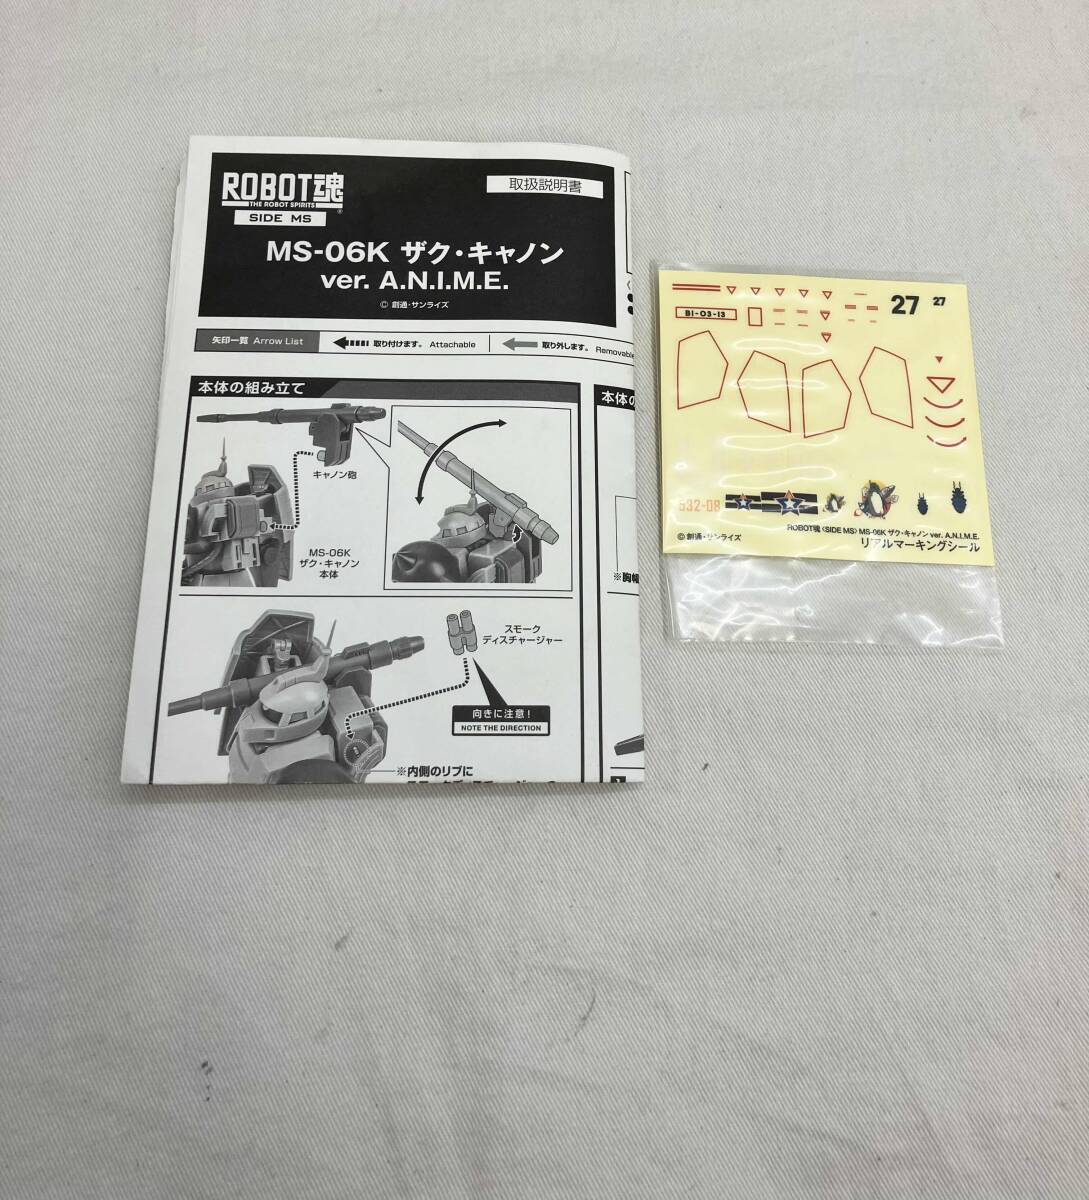 ROBOT魂
THE ROBOT SPIRITS
SIDE MS
取扱説明書
MS-06K ザク・キャノン
ver. A.N.I.M.E.
© 創通・サンライズ
矢印一覧 Arrow List
取り付けます。 Attachable
取り外します。 Removable
本体の組み立て
本体の
キャノン砲
MS-06K
ザク・キャノン
本体
スモーク
ディスチャージャー
向きに注意!
NOTE THE DIRECTION
※内側のリブに
27
27
B1-03-13
532-08
ROBOT魂〈SIDE MS〉MS-06K ザク・キャノン ver. A.N.I.M.E.
© 創通・サンライズ
リアルマーキングシール